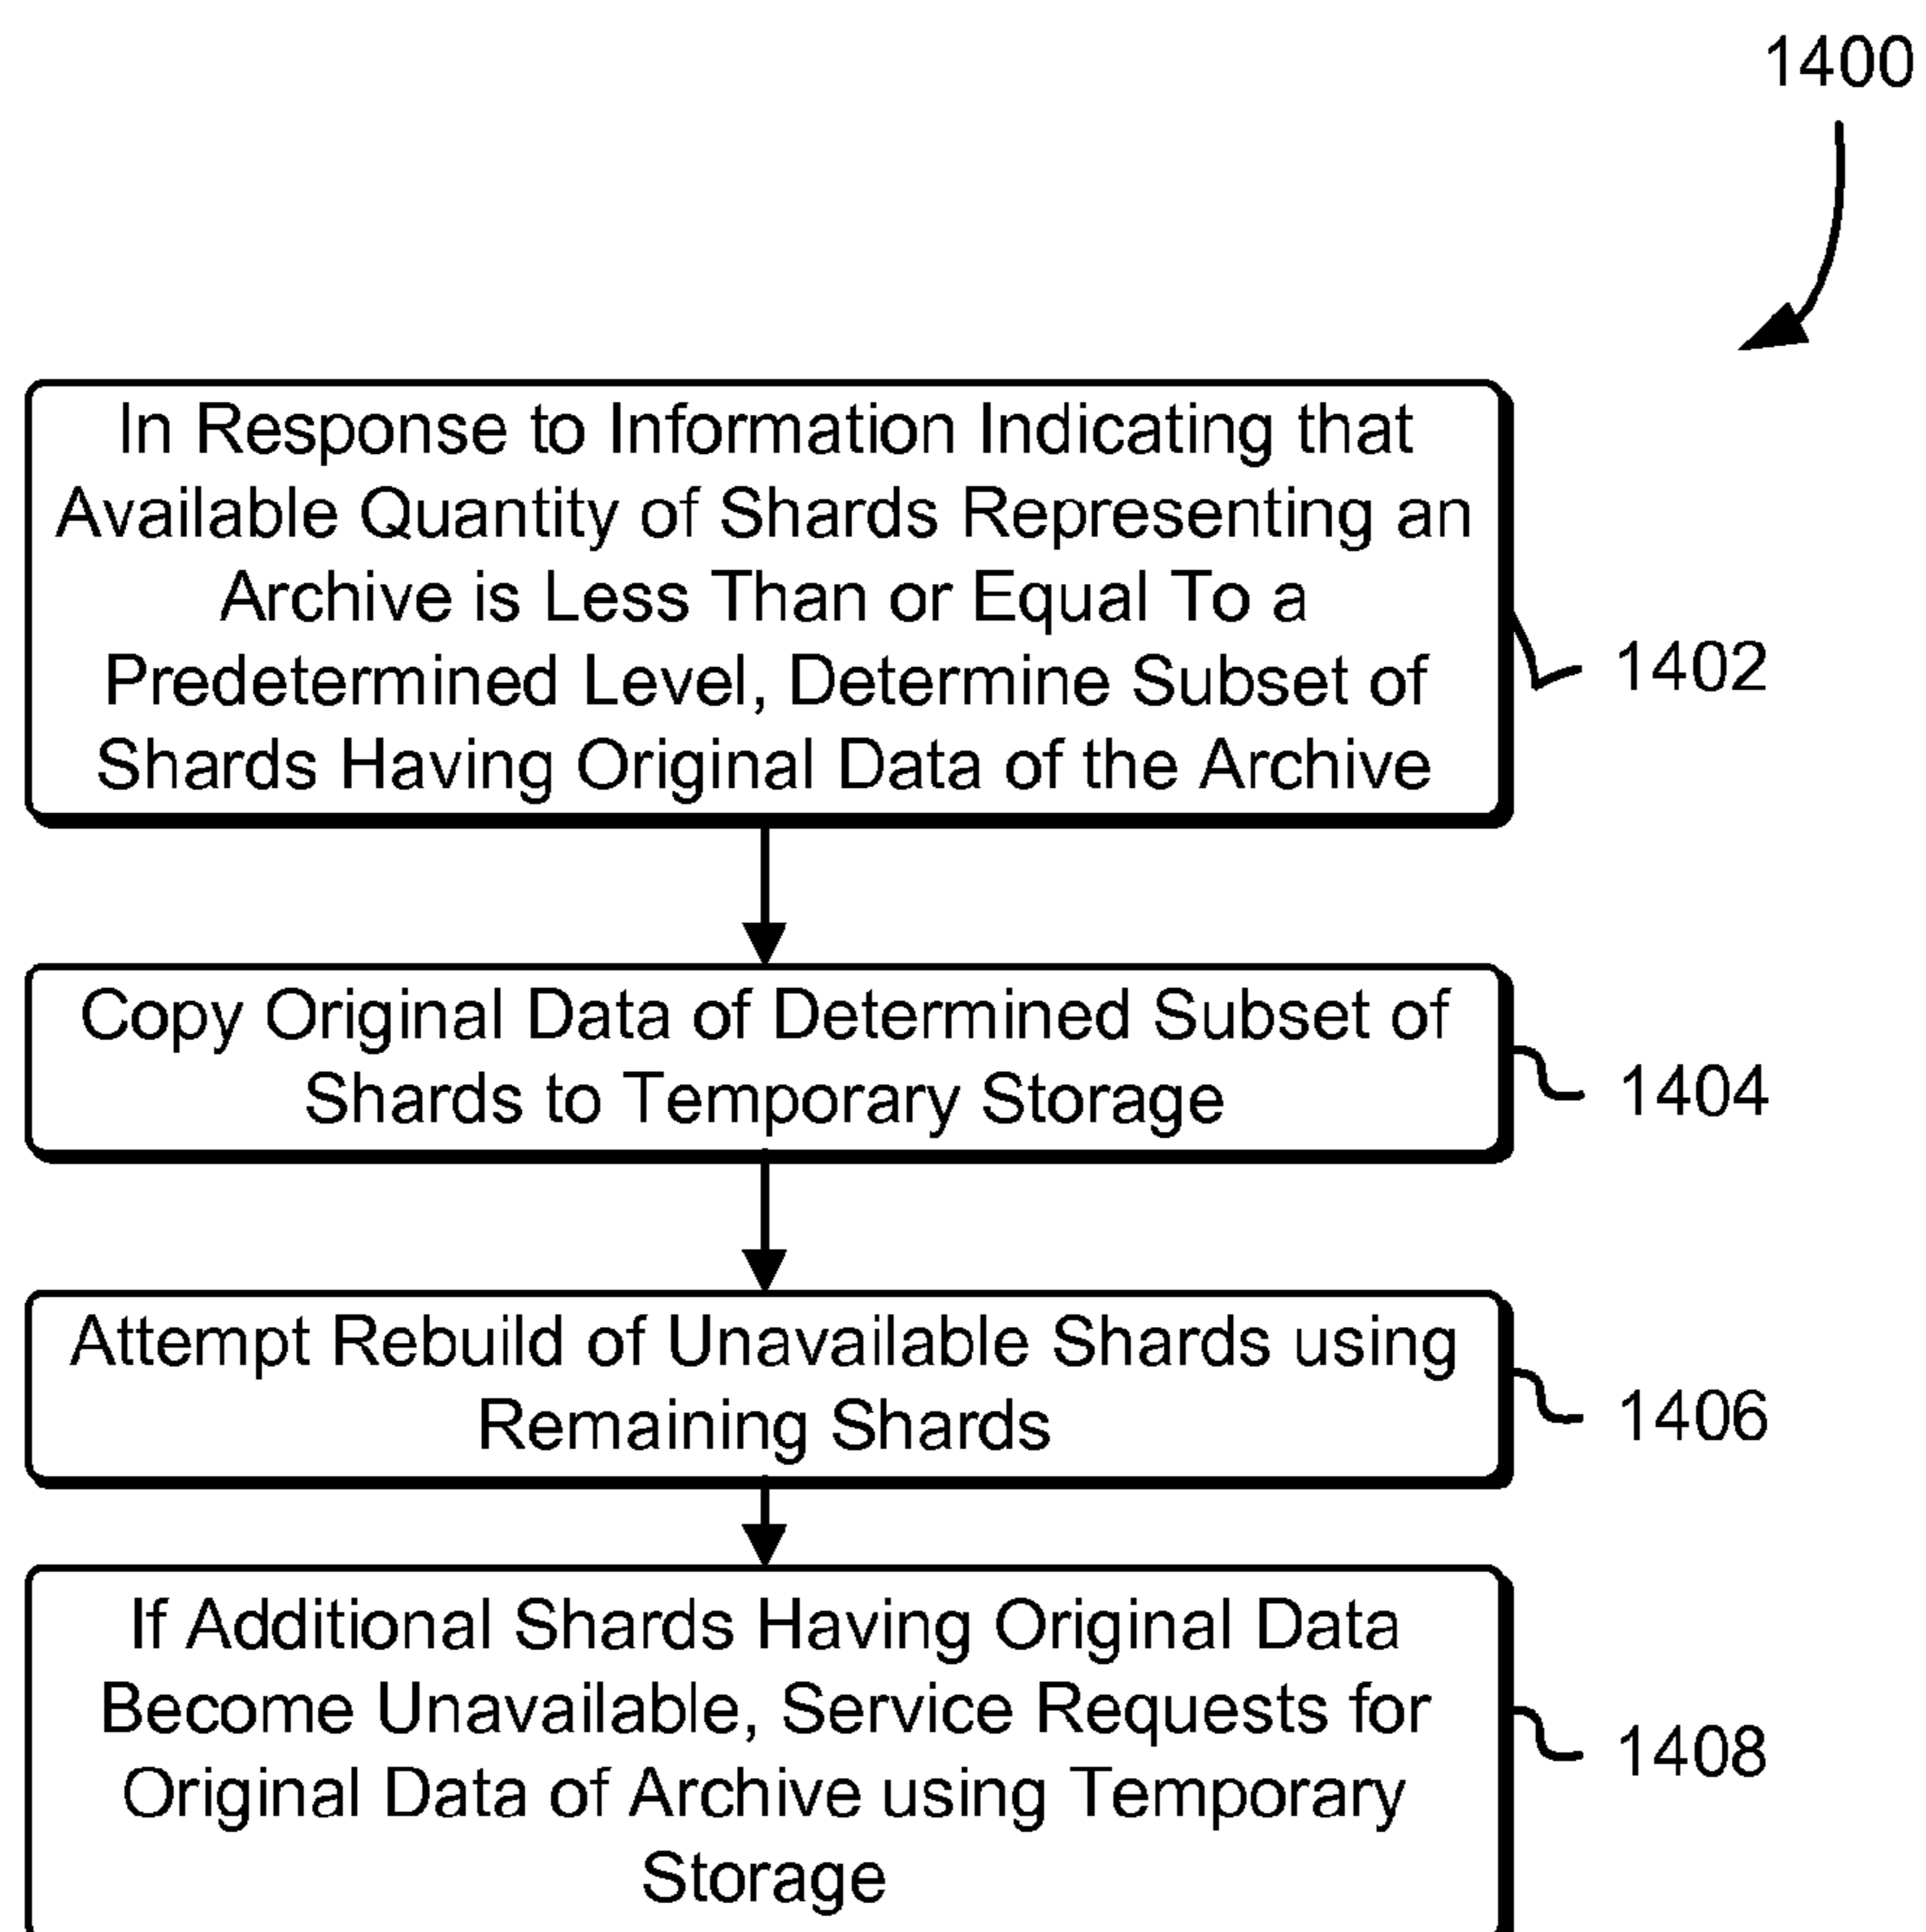 1400
In Response to Information Indicating that
Available Quantity of Shards Representing an
Archive is Less Than or Equal To a
Predetermined Level, Determine Subset of
Shards Having Original Data of the Archive
1402
Copy Original Data of Determined Subset of
Shards to Temporary Storage
1404
Attempt Rebuild of Unavailable Shards using
Remaining Shards
1406
If Additional Shards Having Original Data
Become Unavailable, Service Requests for
Original Data of Archive using Temporary
Storage
1408